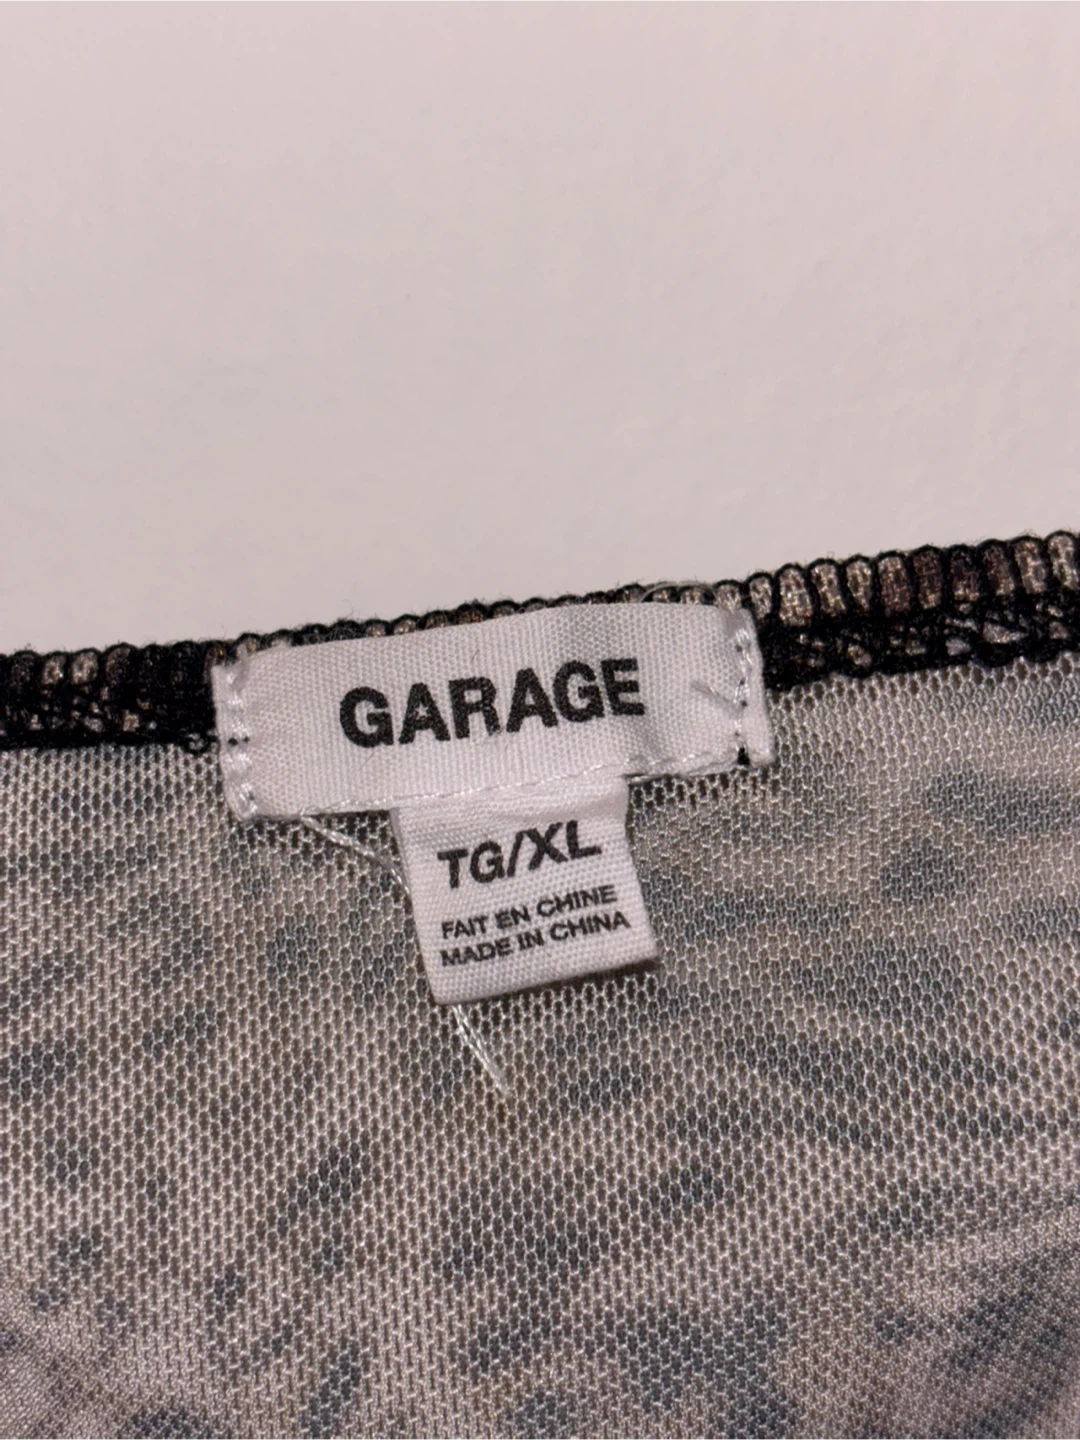 GARAGE
TG/XL
FAIT EN CHINE
MADE IN CHINA